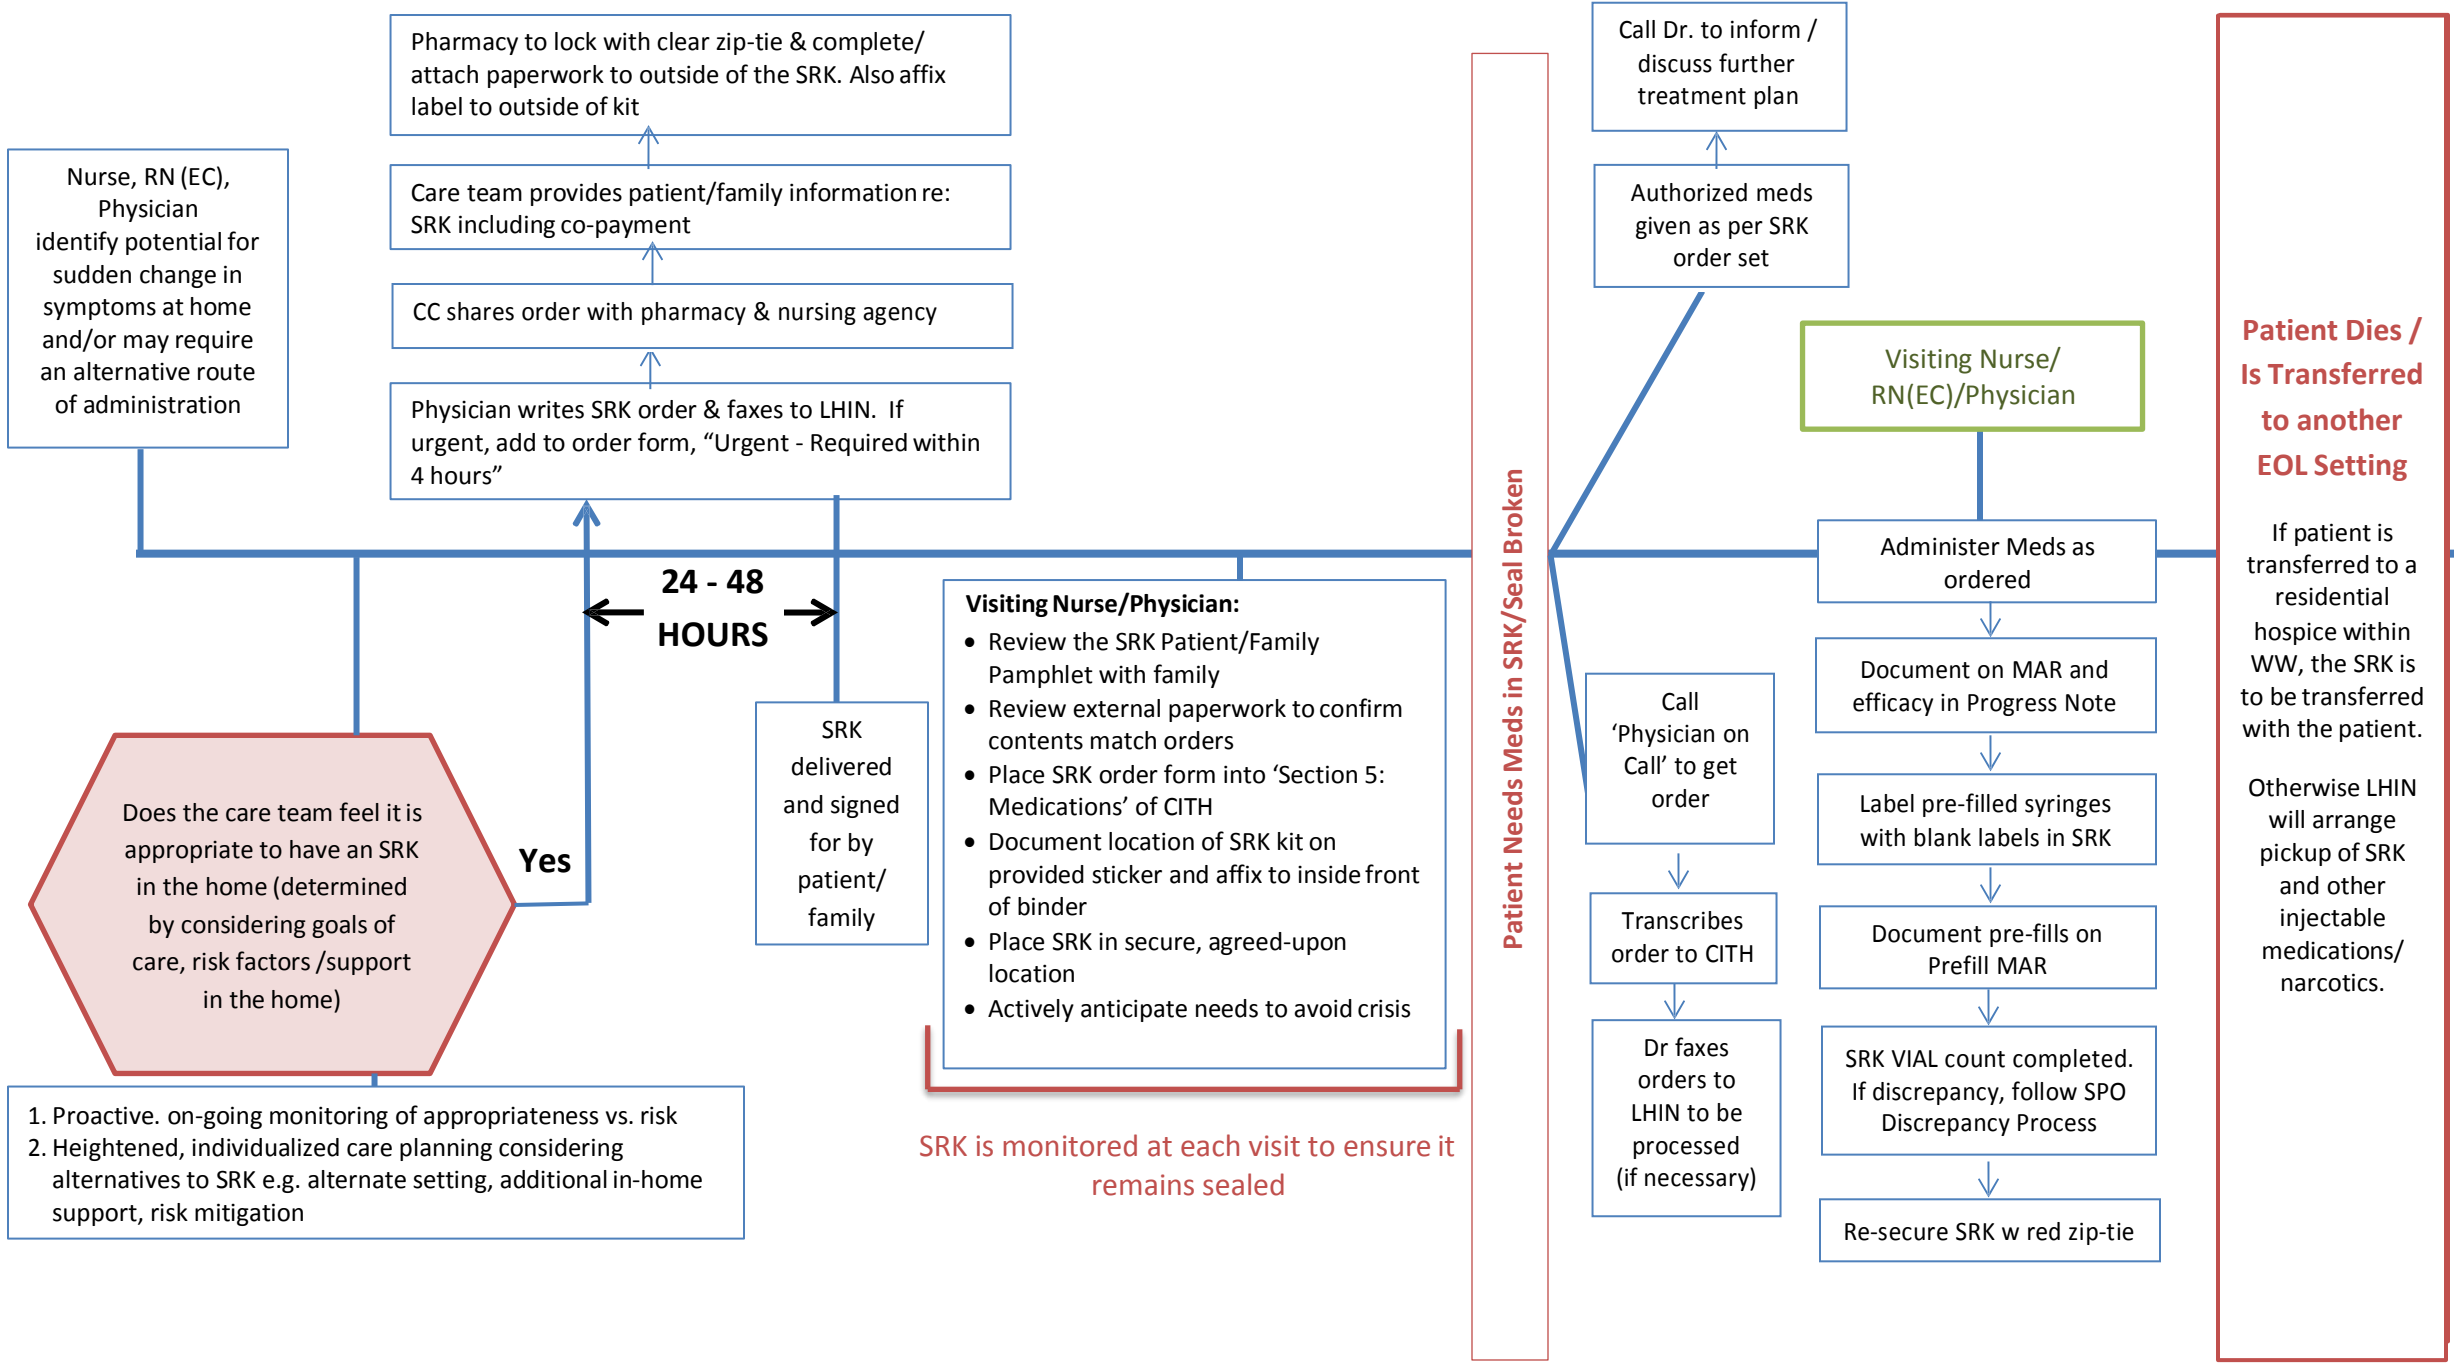 Nurse, RN (EC),
Physician
identify potential for
sudden change in
symptoms at home
and/or may require
an alternative route
of administration
Pharmacy to lock with clear zip-tie & complete/
attach paperwork to outside of the SRK. Also affix
label to outside of kit
Care team provides patient/family information re:
SRK including co-payment
CC shares order with pharmacy & nursing agency
Physician writes SRK order & faxes to LHIN. If
urgent, add to order form, “Urgent - Required within
4 hours”
24 - 48
HOURS
Does the care team feel it is
appropriate to have an SRK
in the home (determined
by considering goals of
care, risk factors /support
in the home)
Yes
1. Proactive. on-going monitoring of appropriateness vs. risk
2. Heightened, individualized care planning considering
alternatives to SRK e.g. alternate setting, additional in-home
support, risk mitigation
SRK
delivered
and signed
for by
patient/
family
Visiting Nurse/Physician:
• Review the SRK Patient/Family
Pamphlet with family
• Review external paperwork to confirm
contents match orders
• Place SRK order form into ‘Section 5:
Medications’ of CITH
• Document location of SRK kit on
provided sticker and affix to inside front
of binder
• Place SRK in secure, agreed-upon
location
• Actively anticipate needs to avoid crisis
SRK is monitored at each visit to ensure it
remains sealed
Patient Needs Meds in SRK/Seal Broken
Call Dr. to inform /
discuss further
treatment plan
Authorized meds
given as per SRK
order set
Call
‘Physician on
Call’ to get
order
Transcribes
order to CITH
Dr faxes
orders to
LHIN to be
processed
(if necessary)
Visiting Nurse/
RN(EC)/Physician
Administer Meds as
ordered
Document on MAR and
efficacy in Progress Note
Label pre-filled syringes
with blank labels in SRK
Document pre-fills on
Prefill MAR
SRK VIAL count completed.
If discrepancy, follow SPO
Discrepancy Process
Re-secure SRK w red zip-tie
Patient Dies /
Is Transferred
to another
EOL Setting
If patient is
transferred to a
residential
hospice within
WW, the SRK is
to be transferred
with the patient.
Otherwise LHIN
will arrange
pickup of SRK
and other
injectable
medications/
narcotics.